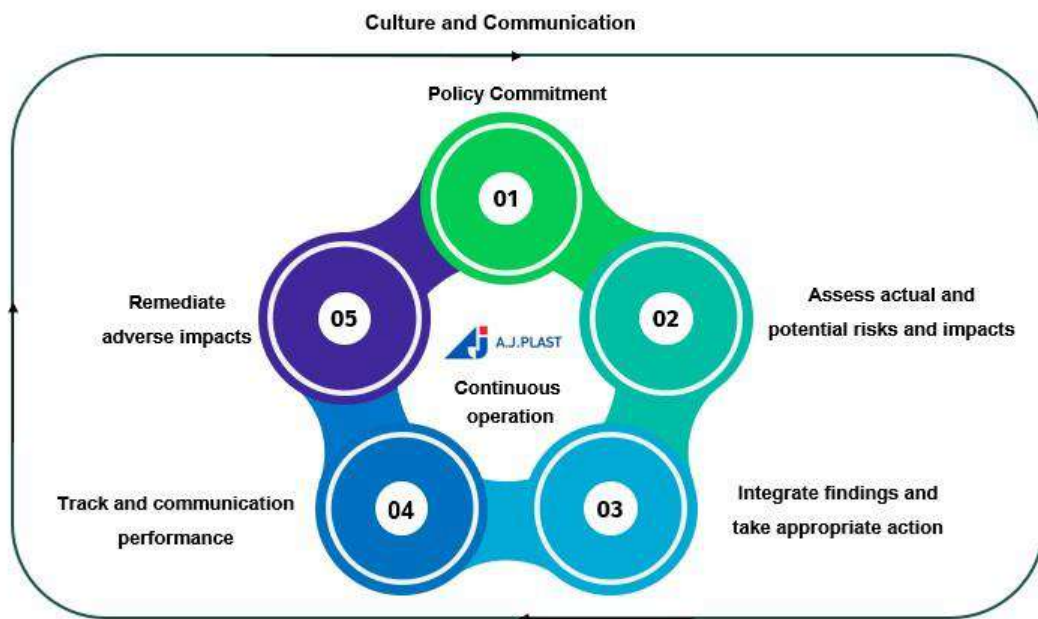 Culture and Communication
Policy Commitment
01
02
Assess actual and
potential risks and impacts
03
Integrate findings and
take appropriate action
04
Track and communication
performance
05
Remediate
adverse impacts
A.J.PLAST
Continuous
operation